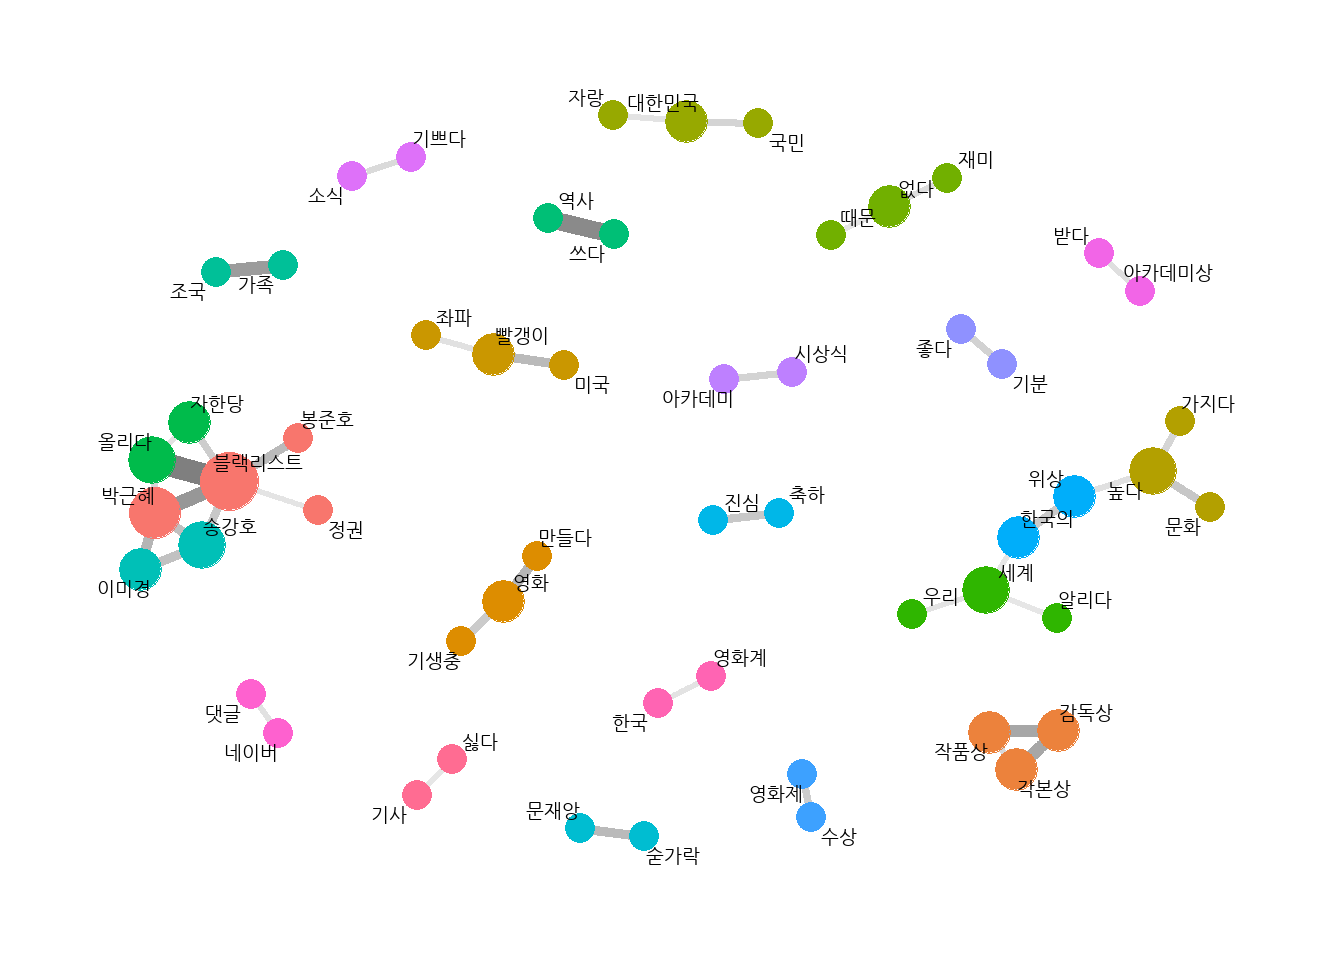 자랑
대한민국
국민
기쁘다
소식
재미
없다
때문
역사
쓰다
받다
아카데미상
조국
가족
좌파
빨갱이
미국
시상식
아카데미
좋다
기분
자한당
봉준호
올리다
블랙리스트
박근혜
정권
송강호
이미경
가지다
위상
높다
문화
한국의
세계
우리
알리다
진심
축하
만들다
영화
기생충
영화계
한국
댓글
네이버
감독상
작품상
각본상
싫다
기사
영화제
수상
문재앙
숟가락